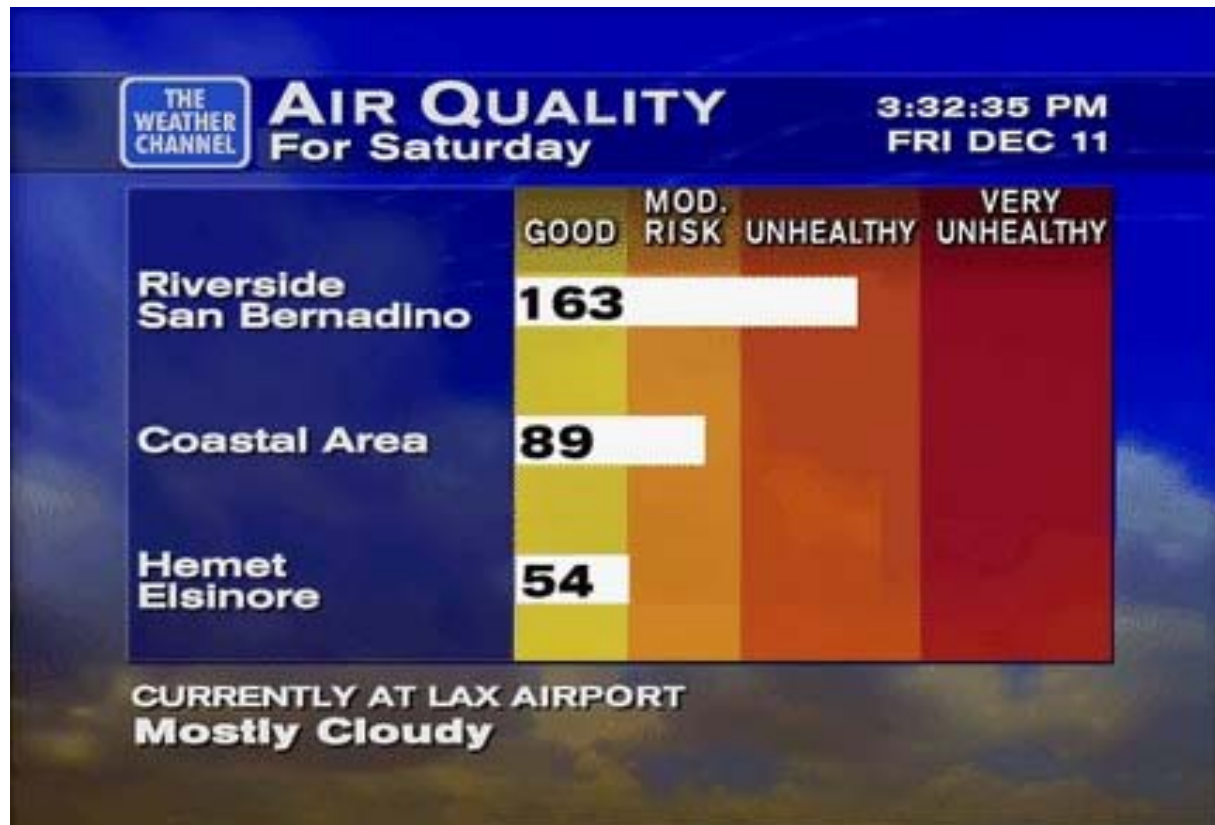 THE
WEATHER
CHANNEL
AIR QUALITY
For Saturday
3:32:35 PM
FRI DEC 11
GOOD
MOD.
RISK
UNHEALTHY
VERY
UNHEALTHY
Riverside
San Bernadino
163
Coastal Area
89
Hemet
Elsinore
54
CURRENTLY AT LAX AIRPORT
Mostly Cloudy